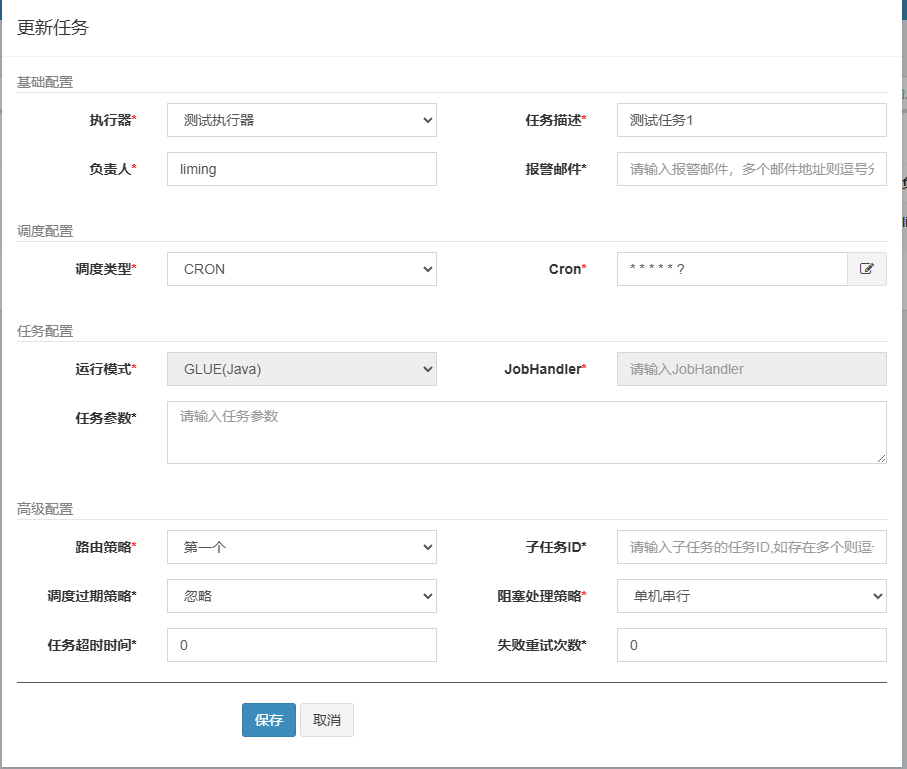 更新任务
基础配置
执行器* 测试执行器 任务描述* 测试任务1
负责人* liming 报警邮件* 请输入报警邮件，多个邮件地址则逗号分
调度配置
调度类型* CRON Cron* * * * * * ?
任务配置
运行模式* GLUE(Java) JobHandler* 请输入JobHandler
任务参数* 请输入任务参数
高级配置
路由策略* 第一个 子任务ID* 请输入子任务的任务ID,如存在多个则逗
调度过期策略* 忽略 阻塞处理策略* 单机串行
任务超时时间* 0 失败重试次数* 0
保存 取消